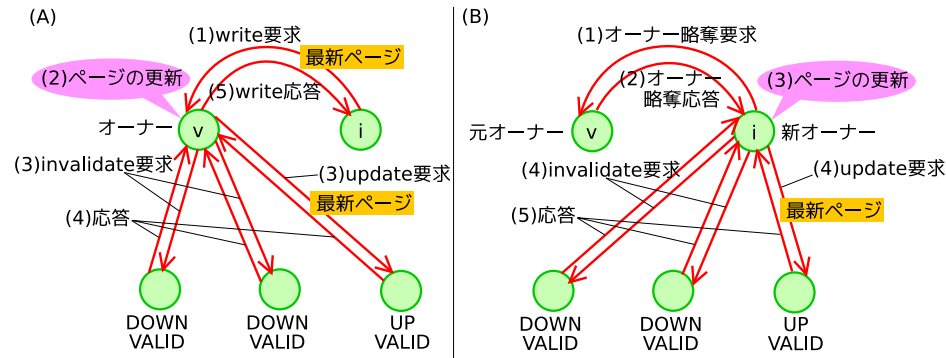 (A)
(1)write要求
最新ページ
(2)ページの更新
(5)write応答
オーナー
v
i
(3)invalidate要求
(3)update要求
最新ページ
(4)応答
DOWN
VALID
DOWN
VALID
UP
VALID
(B)
(1)オーナー略奪要求
(2)オーナー
略奪応答
(3)ページの更新
元オーナー
v
i
新オーナー
(4)invalidate要求
(4)update要求
最新ページ
(5)応答
DOWN
VALID
DOWN
VALID
UP
VALID